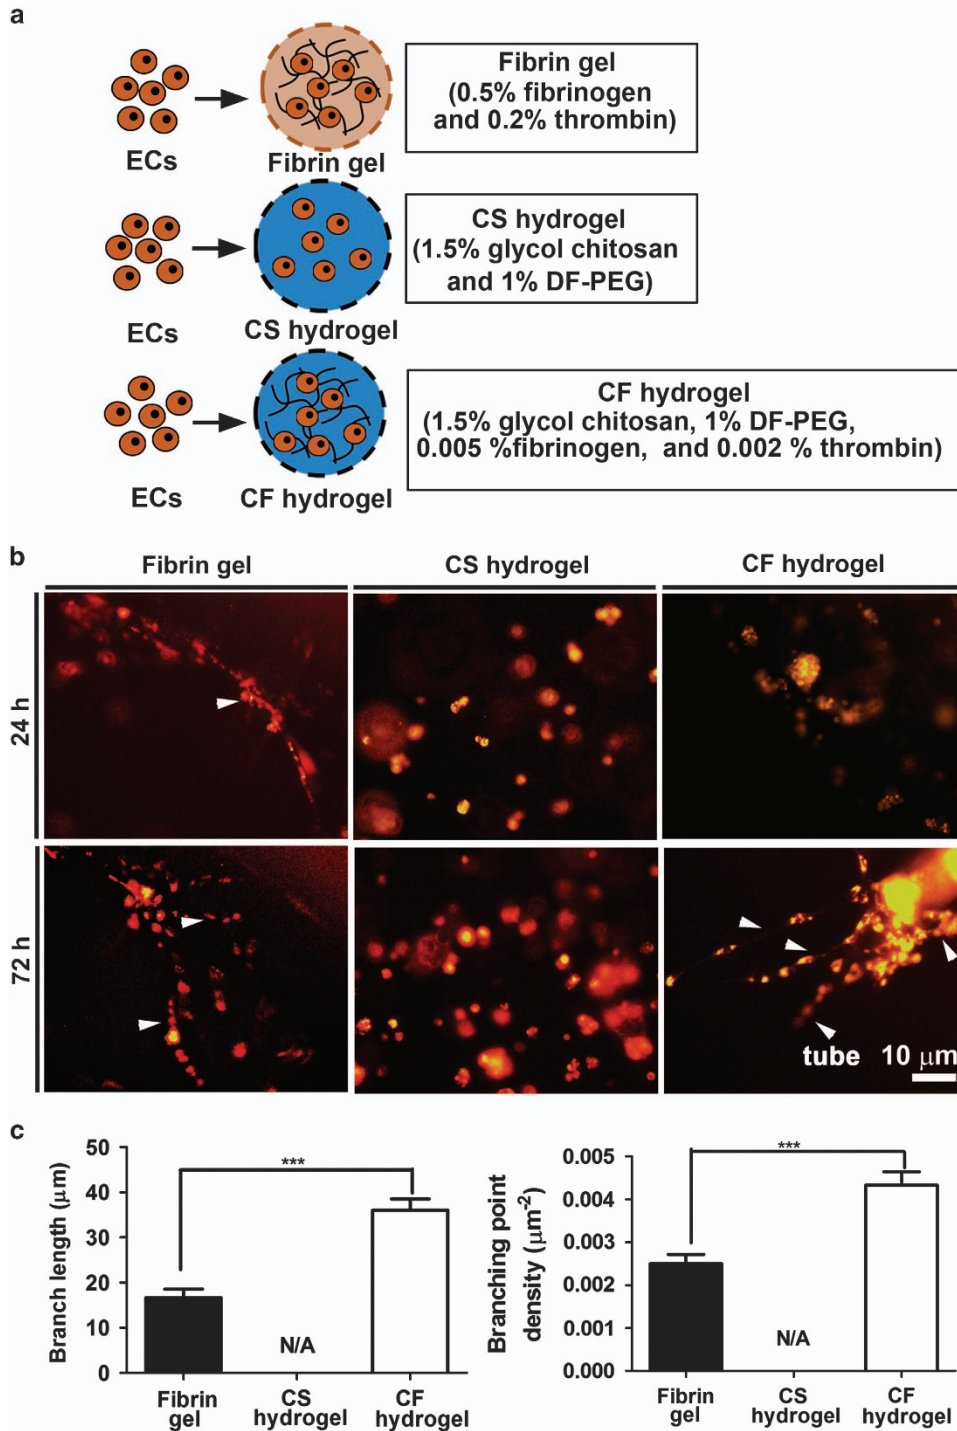 a
ECs
Fibrin gel
Fibrin gel
(0.5% fibrinogen
and 0.2% thrombin)
ECs
CS hydrogel
CS hydrogel
(1.5% glycol chitosan
and 1% DF-PEG)
ECs
CF hydrogel
CF hydrogel
(1.5% glycol chitosan, 1% DF-PEG,
0.005 %fibrinogen, and 0.002 % thrombin)
b
Fibrin gel
CS hydrogel
CF hydrogel
24 h
72 h
tube
10 μm
c
Branch length (μm)
50
40
30
20
10
0
***
N/A
Fibrin
gel
CS
hydrogel
CF
hydrogel
Branching point
density (μm⁻²)
0.005
0.004
0.003
0.002
0.001
0.000
***
N/A
Fibrin
gel
CS
hydrogel
CF
hydrogel